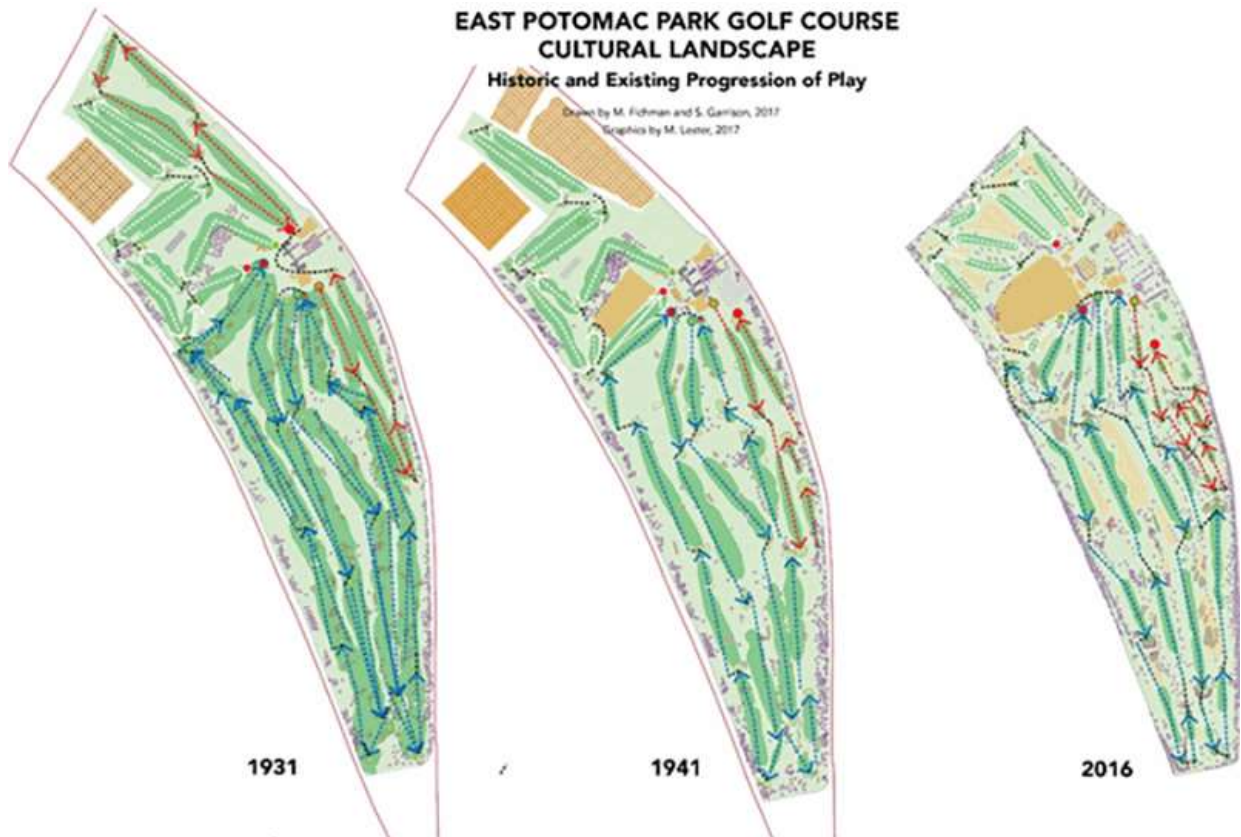 EAST POTOMAC PARK GOLF COURSE
CULTURAL LANDSCAPE
Historic and Existing Progression of Play
Drawn by M. Fichman and S. Garrison, 2017
Graphics by M. Lester, 2017
1931
1941
2016